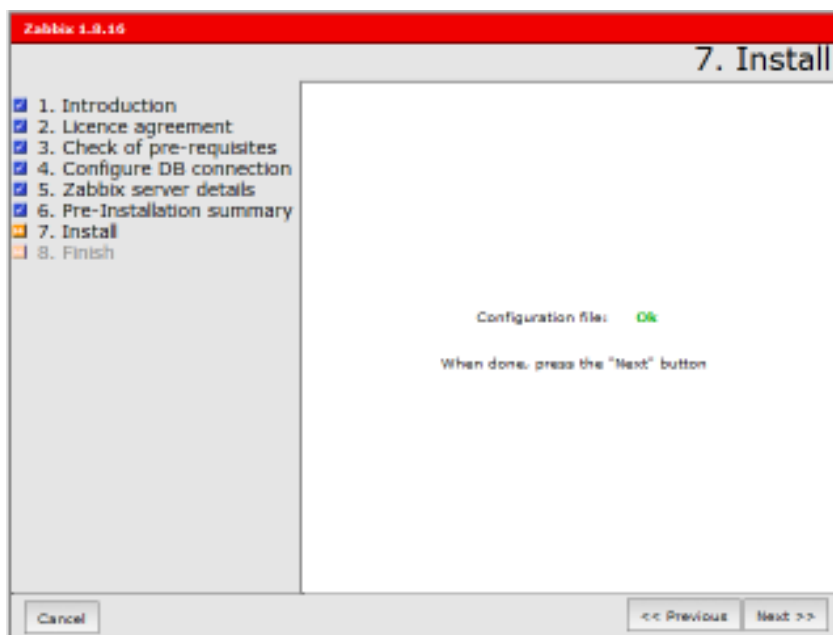 Zabbix 1.8.16
7. Install
1. Introduction
2. Licence agreement
3. Check of pre-requisites
4. Configure DB connection
5. Zabbix server details
6. Pre-Installation summary
7. Install
8. Finish
Configuration file: Ok
When done, press the "Next" button
Cancel
<< Previous
Next >>